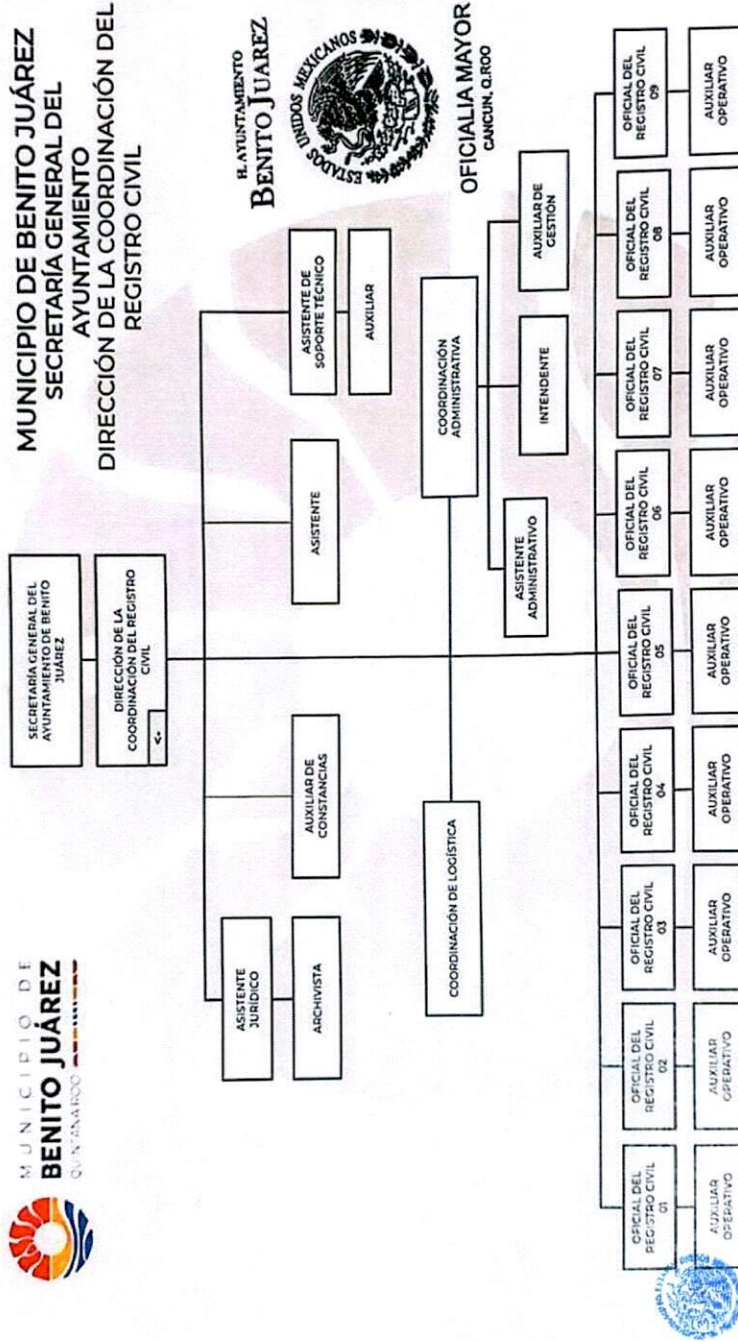 MUNICIPIO DE
BENITO JUÁREZ
QUINTANA ROO
MUNICIPIO DE BENITO JUÁREZ
SECRETARÍA GENERAL DEL
AYUNTAMIENTO
DIRECCIÓN DE LA COORDINACIÓN DEL
REGISTRO CIVIL
SECRETARÍA GENERAL DEL
AYUNTAMIENTO DE BENITO
JUÁREZ
DIRECCIÓN DE LA
COORDINACIÓN DEL REGISTRO
CIVIL
<-
H. AYUNTAMIENTO
BENITO JUAREZ
ESTADOS UNIDOS MEXICANOS
OFICIALIA MAYOR
CANCUN, Q.ROO
ASISTENTE
JURÍDICO
ARCHIVISTA
AUXILIAR DE
CONSTANCIAS
ASISTENTE
ASISTENTE DE
SOPORTE TÉCNICO
AUXILIAR
COORDINACIÓN DE LOGÍSTICA
COORDINACIÓN
ADMINISTRATIVA
ASISTENTE
ADMINISTRATIVO
INTENDENTE
AUXILIAR DE
GESTIÓN
OFICIAL DEL
REGISTRO CIVIL
01
OFICIAL DEL
REGISTRO CIVIL
02
OFICIAL DEL
REGISTRO CIVIL
03
OFICIAL DEL
REGISTRO CIVIL
04
OFICIAL DEL
REGISTRO CIVIL
05
OFICIAL DEL
REGISTRO CIVIL
06
OFICIAL DEL
REGISTRO CIVIL
07
OFICIAL DEL
REGISTRO CIVIL
08
OFICIAL DEL
REGISTRO CIVIL
09
AUXILIAR
OPERATIVO
AUXILIAR
OPERATIVO
AUXILIAR
OPERATIVO
AUXILIAR
OPERATIVO
AUXILIAR
OPERATIVO
AUXILIAR
OPERATIVO
AUXILIAR
OPERATIVO
AUXILIAR
OPERATIVO
AUXILIAR
OPERATIVO